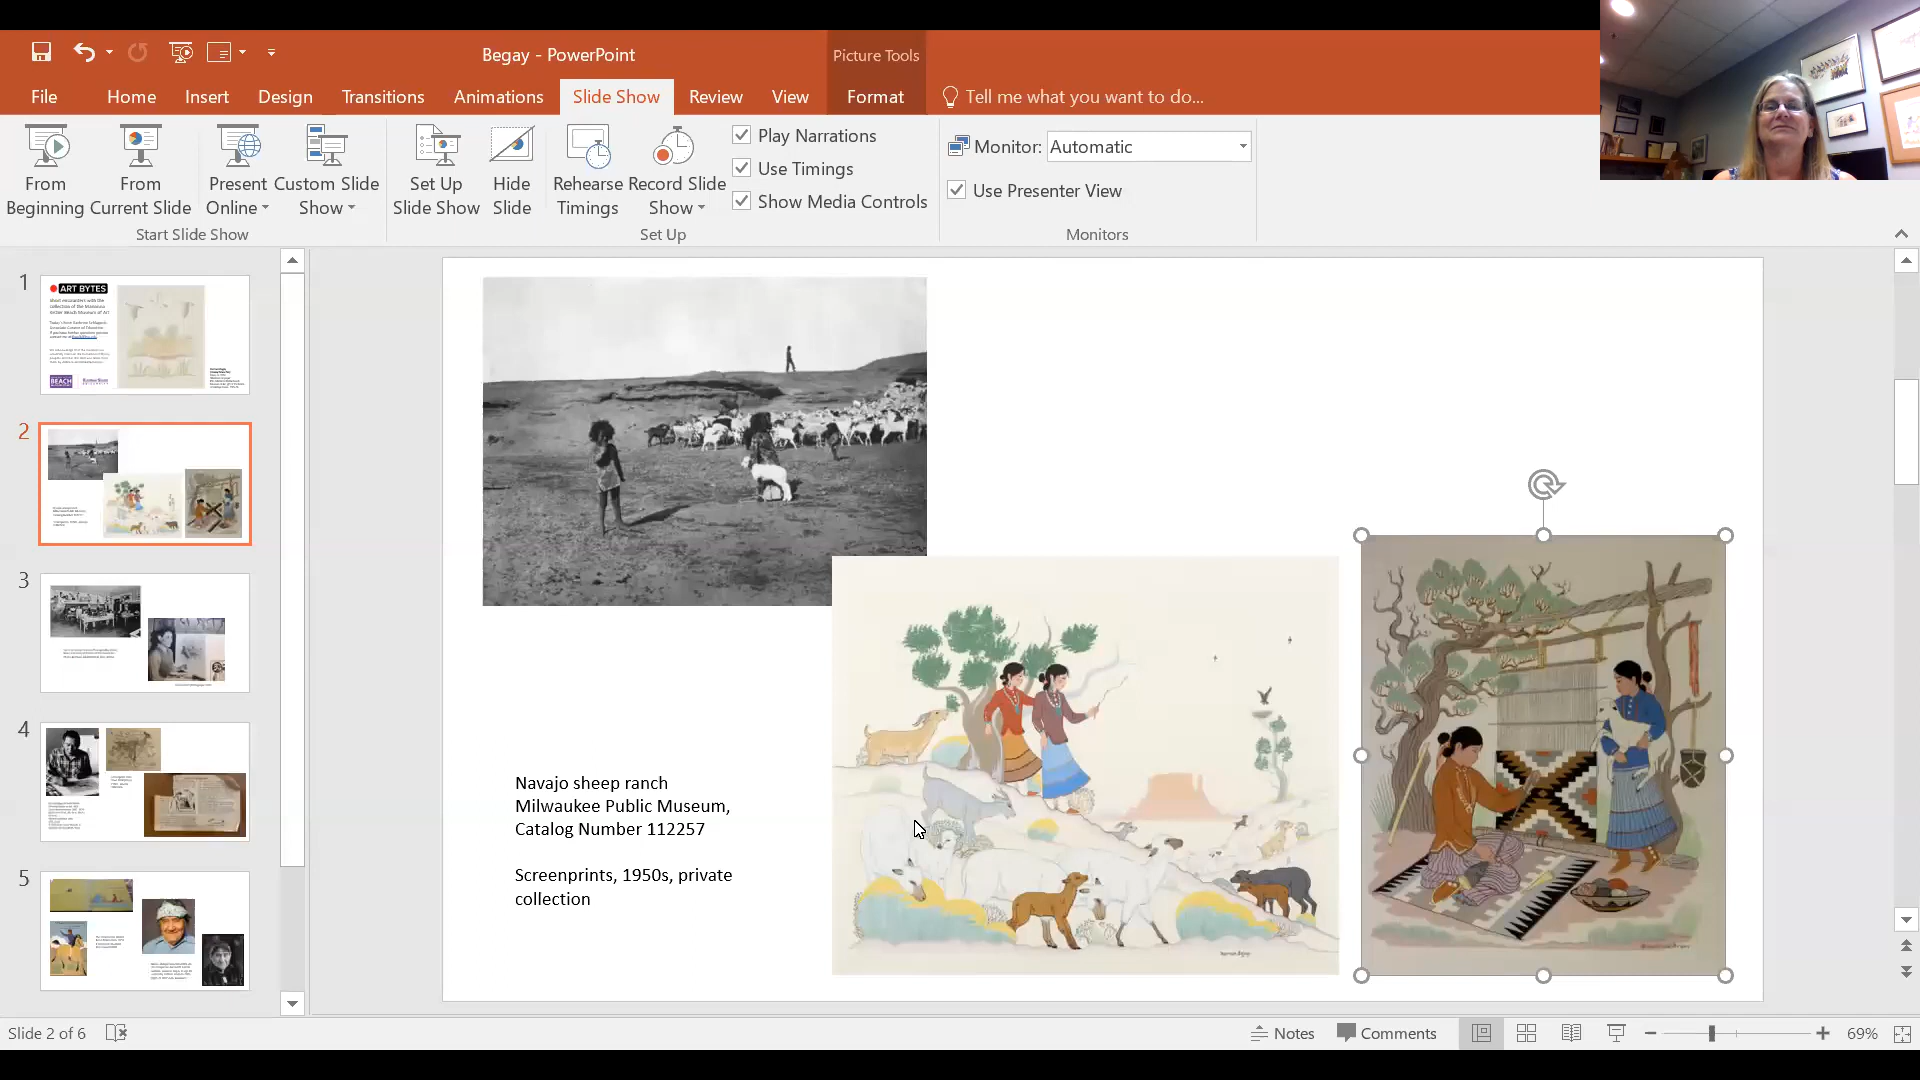 Begay - PowerPoint
Picture Tools
File
Home
Insert
Design
Transitions
Animations
Slide Show
Review
View
Format
Tell me what you want to do...
From Beginning
From Current Slide
Present Online
Custom Slide Show
Set Up Slide Show
Hide Slide
Rehearse Timings
Record Slide Show
Play Narrations
Use Timings
Show Media Controls
Monitor: Automatic
Use Presenter View
Start Slide Show
Set Up
Monitors
1
ART BYTES
BEACH
2
3
4
5
Navajo sheep ranch
Milwaukee Public Museum,
Catalog Number 112257
Screenprints, 1950s, private
collection
Slide 2 of 6
Notes
Comments
69%